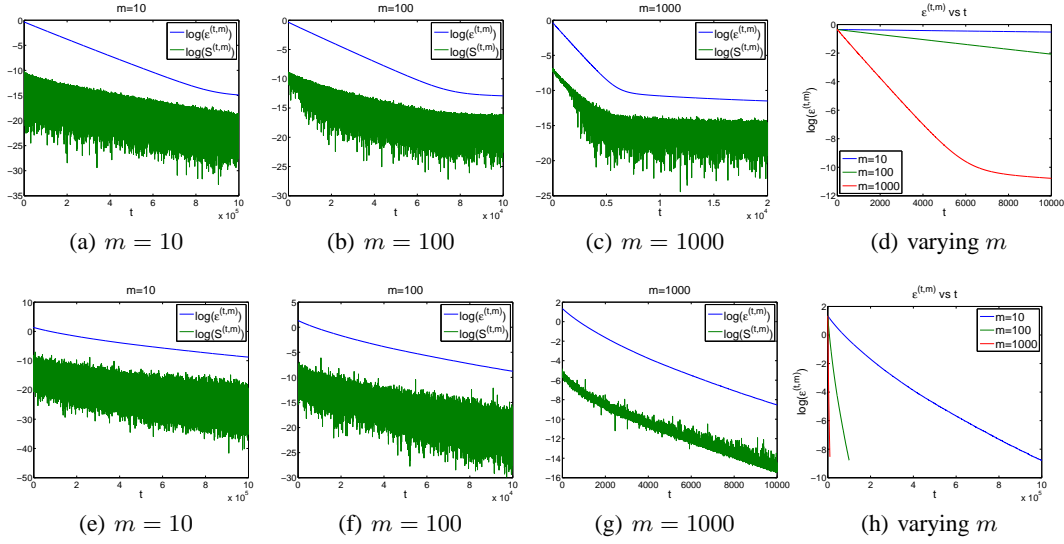 m=10
log(ε^(t,m))
log(S^(t,m))
0
−5
−10
−15
−20
−25
−30
−35
0 2 4 6 8 10
t
x 10^5
(a) m = 10
m=100
log(ε^(t,m))
log(S^(t,m))
0
−5
−10
−15
−20
−25
−30
0 2 4 6 8 10
t
x 10^4
(b) m = 100
m=1000
log(ε^(t,m))
log(S^(t,m))
0
−5
−10
−15
−20
−25
0 0.5 1 1.5 2
t
x 10^4
(c) m = 1000
ε^(t,m) vs t
log(ε^(t,m))
0
−2
−4
−6
−8
−10
−12
m=10
m=100
m=1000
0 2000 4000 6000 8000 10000
t
(d) varying m
m=10
log(ε^(t,m))
log(S^(t,m))
10
0
−10
−20
−30
−40
−50
0 2 4 6 8 10
t
x 10^5
(e) m = 10
m=100
log(ε^(t,m))
log(S^(t,m))
5
0
−5
−10
−15
−20
−25
−30
0 2 4 6 8 10
t
x 10^4
(f) m = 100
m=1000
log(ε^(t,m))
log(S^(t,m))
2
0
−2
−4
−6
−8
−10
−12
−14
−16
0 2000 4000 6000 8000 10000
t
(g) m = 1000
ε^(t,m) vs t
log(ε^(t,m))
m=10
m=100
m=1000
2
0
−2
−4
−6
−8
−10
0 2 4 6 8 10
t
x 10^5
(h) varying m